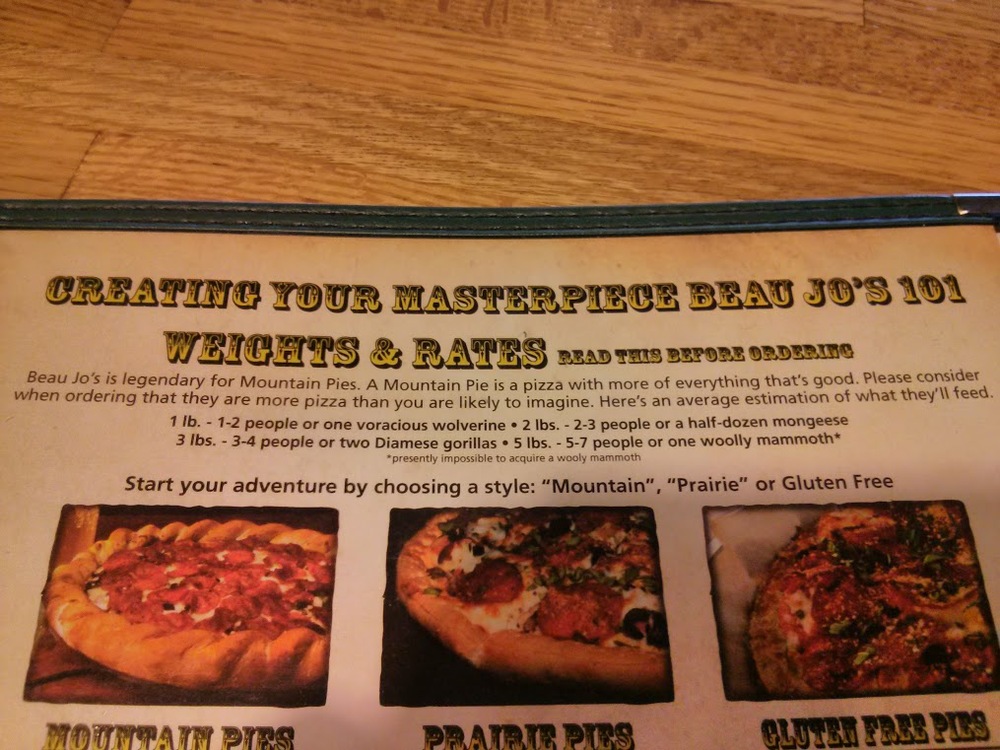 CREATING YOUR MASTERPIECE BEAU JO'S 101
WEIGHTS & RATES READ THIS BEFORE ORDERING
Beau Jo's is legendary for Mountain Pies. A Mountain Pie is a pizza with more of everything that's good. Please consider
when ordering that they are more pizza than you are likely to imagine. Here's an average estimation of what they'll feed.
1 lb. - 1-2 people or one voracious wolverine • 2 lbs. - 2-3 people or a half-dozen mongeese
3 lbs. - 3-4 people or two Diamese gorillas • 5 lbs. - 5-7 people or one woolly mammoth*
*presently impossible to acquire a wooly mammoth
Start your adventure by choosing a style: “Mountain”, “Prairie” or Gluten Free
MOUNTAIN PIES PRAIRIE PIES GLUTEN FREE PIES